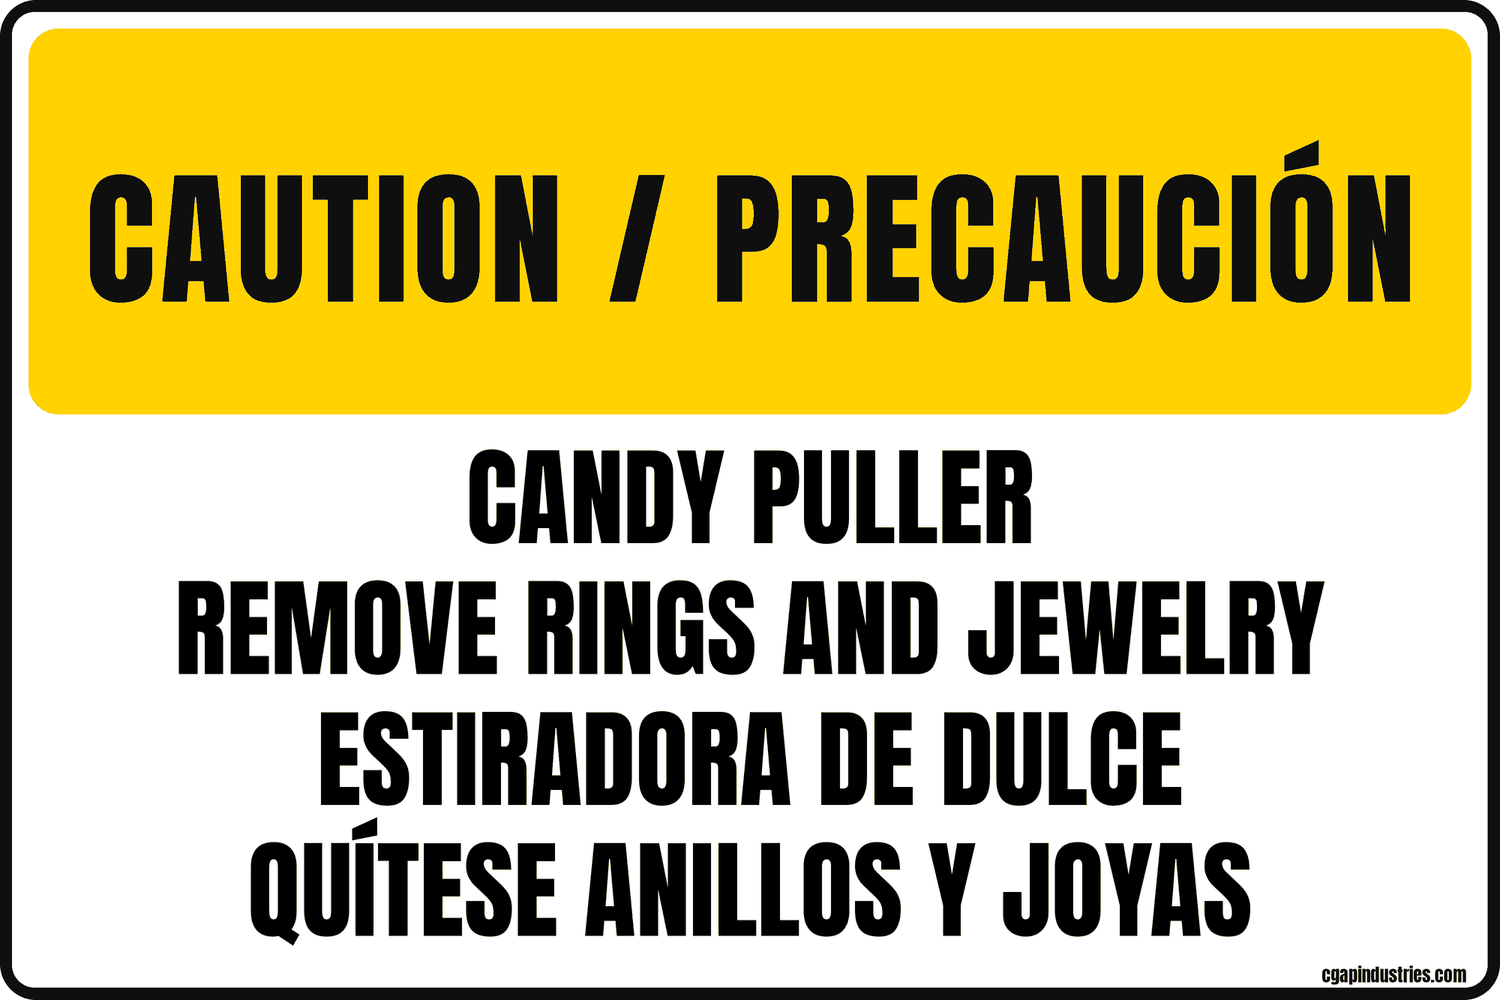 CAUTION / PRECAUCIÓN
CANDY PULLER
REMOVE RINGS AND JEWELRY
ESTIRADORA DE DULCE
QUÍTESE ANILLOS Y JOYAS
cgapindustries.com